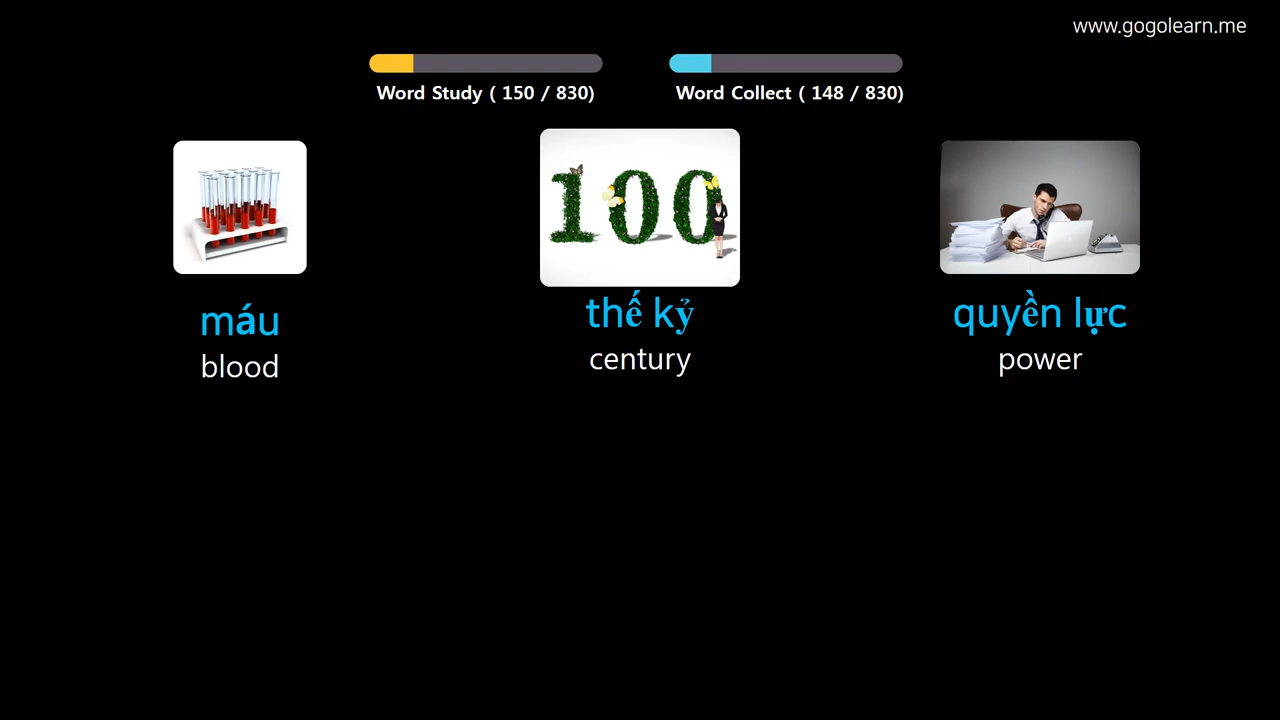 www.gogolearn.me
Word Study ( 150 / 830)
Word Collect ( 148 / 830)
100
máu
blood
thế kỷ
century
quyền lực
power